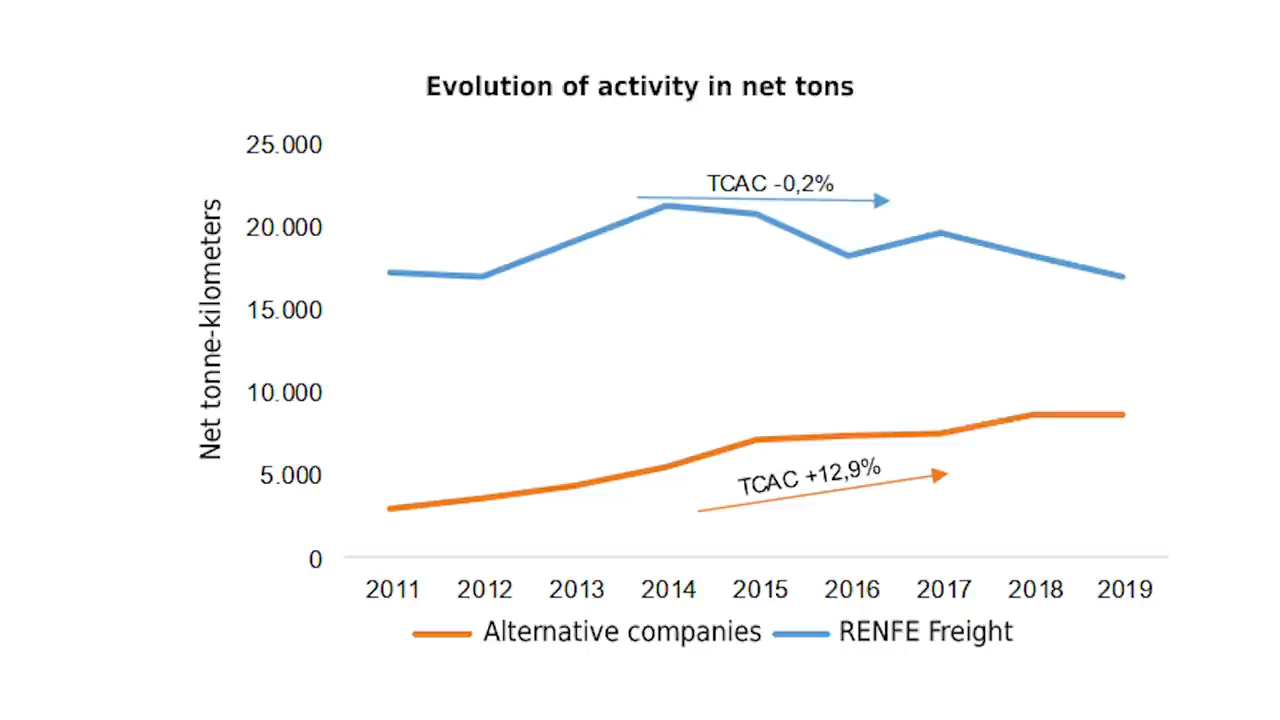 Evolution of activity in net tons
25.000
20.000
15.000
10.000
5.000
0
Net tonne-kilometers
TCAC -0,2%
TCAC +12,9%
2011 2012 2013 2014 2015 2016 2017 2018 2019
Alternative companies RENFE Freight